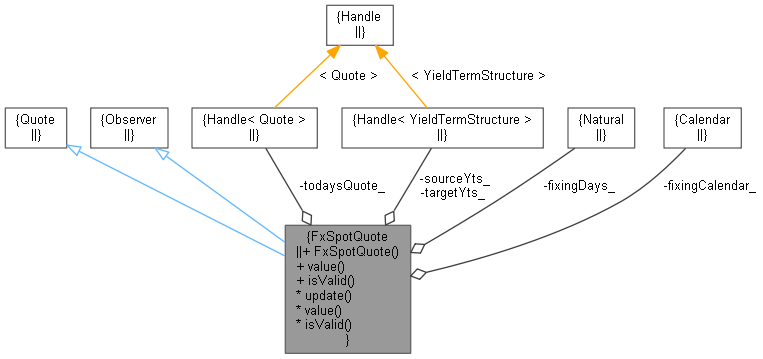 {Handle
||}
< Quote >
< YieldTermStructure >
{Quote
||}
{Observer
||}
{Handle< Quote >
||}
{Handle< YieldTermStructure >
||}
{Natural
||}
{Calendar
||}
-todaysQuote_
-sourceYts_
-targetYts_
-fixingDays_
-fixingCalendar_
{FxSpotQuote
||+ FxSpotQuote()
+ value()
+ isValid()
* update()
* value()
* isValid()
}